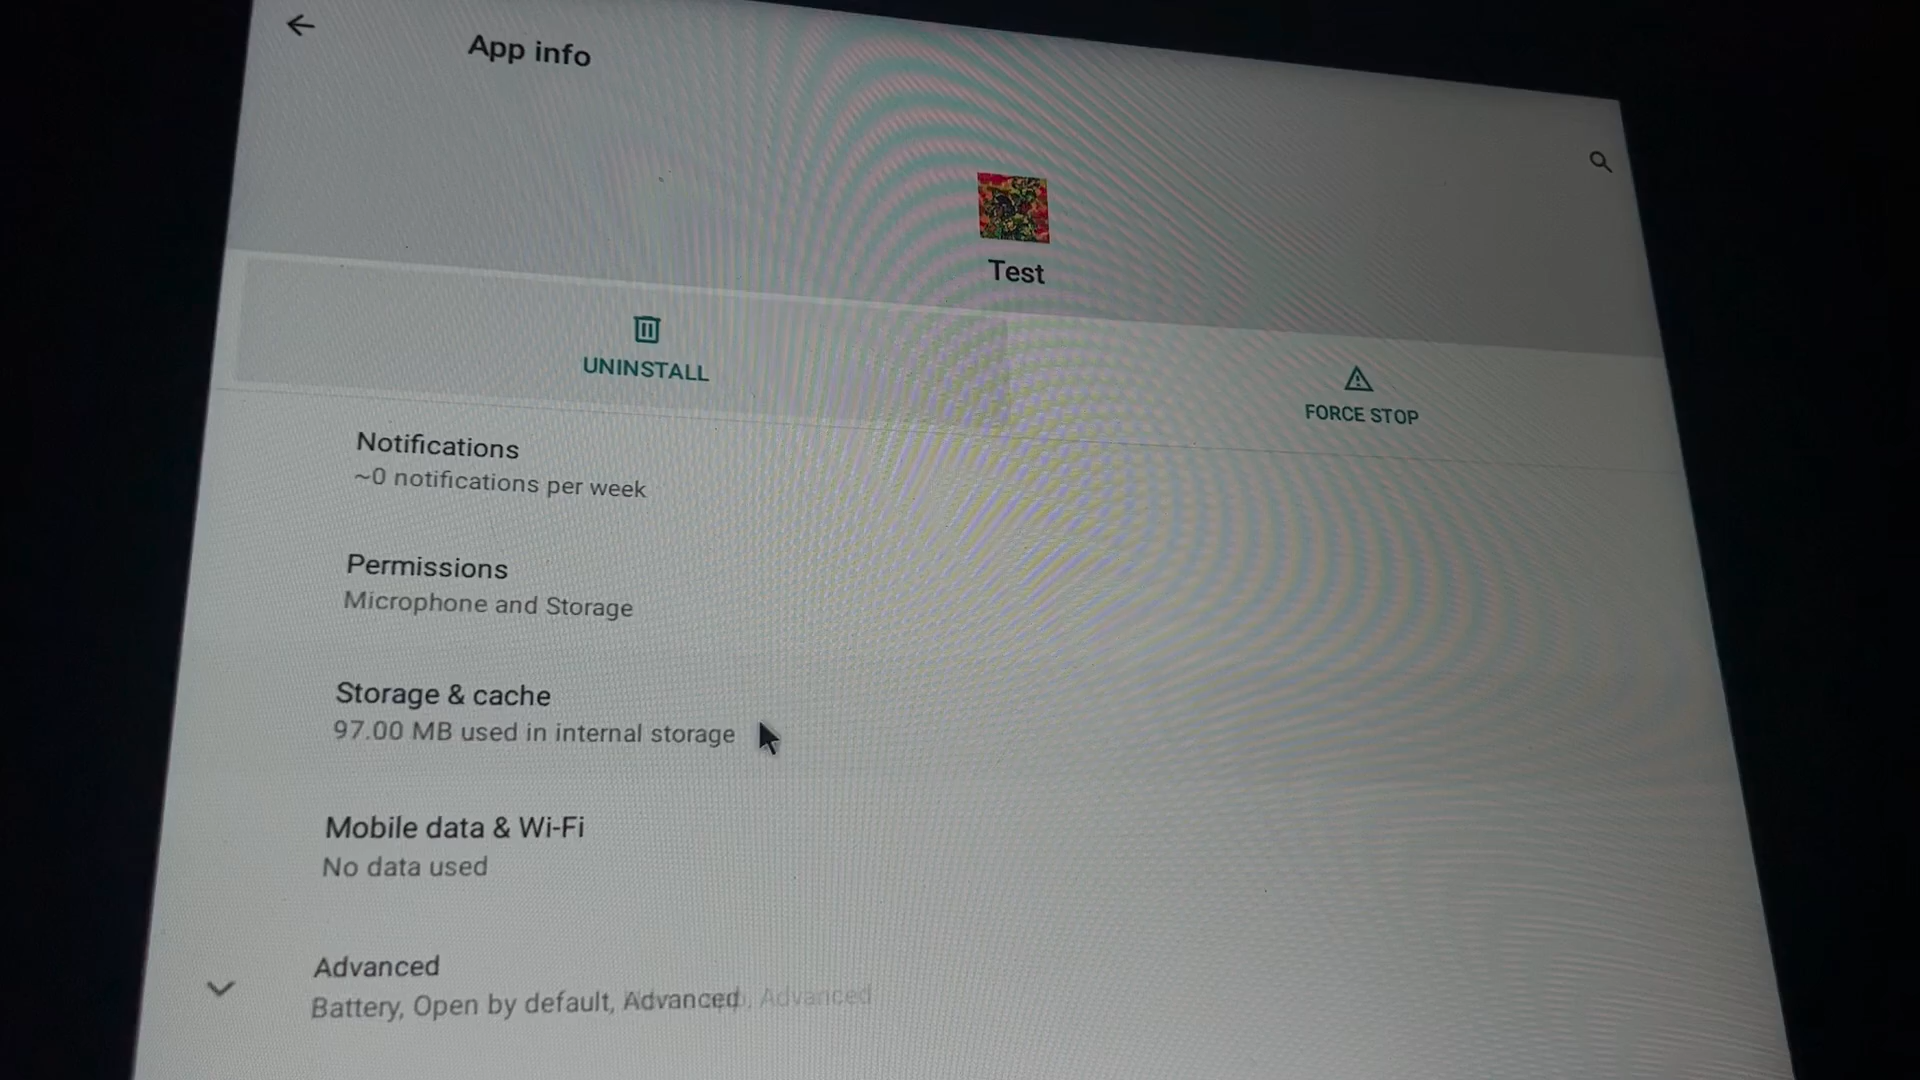 App info
Test
UNINSTALL
FORCE STOP
Notifications
~0 notifications per week
Permissions
Microphone and Storage
Storage & cache
97.00 MB used in internal storage
Mobile data & Wi-Fi
No data used
Advanced
Battery, Open by default, Advanced, Advanced